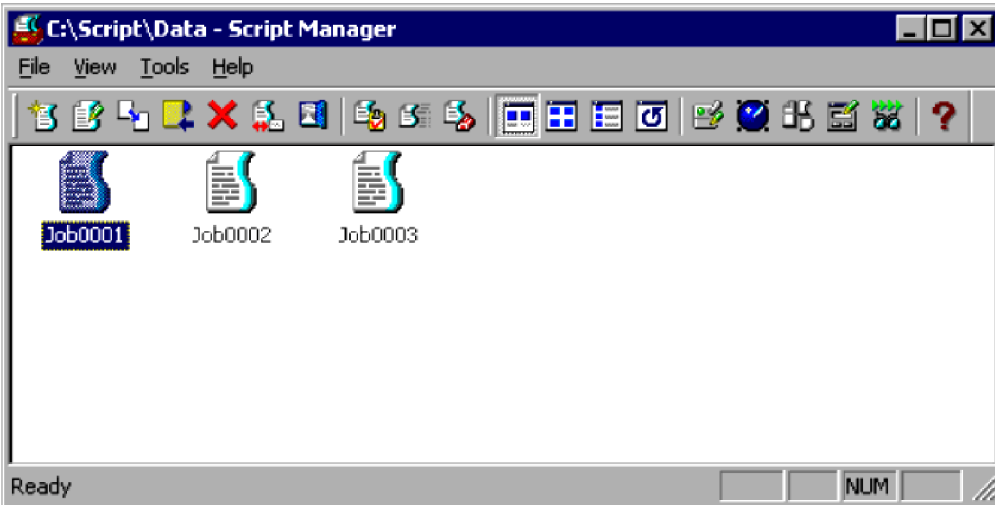 C:\Script\Data - Script Manager
File View Tools Help
?
Job0001 Job0002 Job0003
Ready NUM